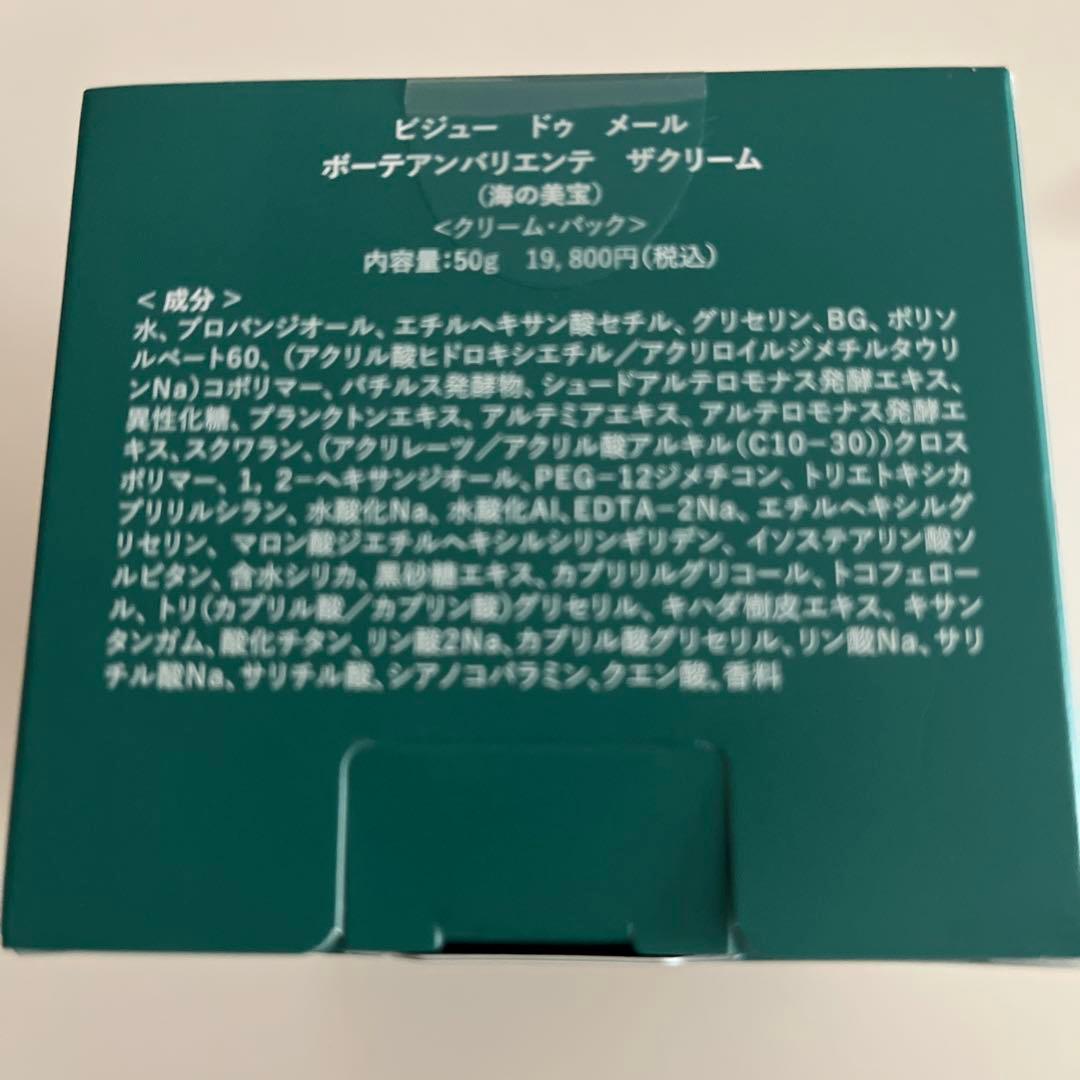 ビジュー ドゥ メール
ボーテアンバリエンテ ザクリーム
(海の美宝)
<クリーム・パック>
内容量:50g 19,800円(税込)
<成分>
水、プロパンジオール、エチルヘキサン酸セチル、グリセリン、BG、ポリソ
ルベート60、(アクリル酸ヒドロキシエチル/アクリロイルジメチルタウリ
ンNa)コポリマー、バチルス発酵物、シュードアルテロモナス発酵エキス、
異性化糖、プランクトンエキス、アルテミアエキス、アルテロモナス発酵エ
キス、スクワラン、(アクリレーツ/アクリル酸アルキル(C10-30))クロス
ポリマー、1,2-ヘキサンジオール、PEG-12ジメチコン、トリエトキシカ
プリリルシラン、水酸化Na、水酸化Al、EDTA-2Na、エチルヘキシルグ
リセリン、マロン酸ジエチルヘキシルシリンギリデン、イソステアリン酸ソ
ルビタン、含水シリカ、黒砂糖エキス、カプリリルグリコール、トコフェロー
ル、トリ(カプリル酸/カプリン酸)グリセリル、キハダ樹皮エキス、キサン
タンガム、酸化チタン、リン酸2Na、カプリル酸グリセリル、リン酸Na、サリ
チル酸Na、サリチル酸、シアノコバラミン、クエン酸、香料